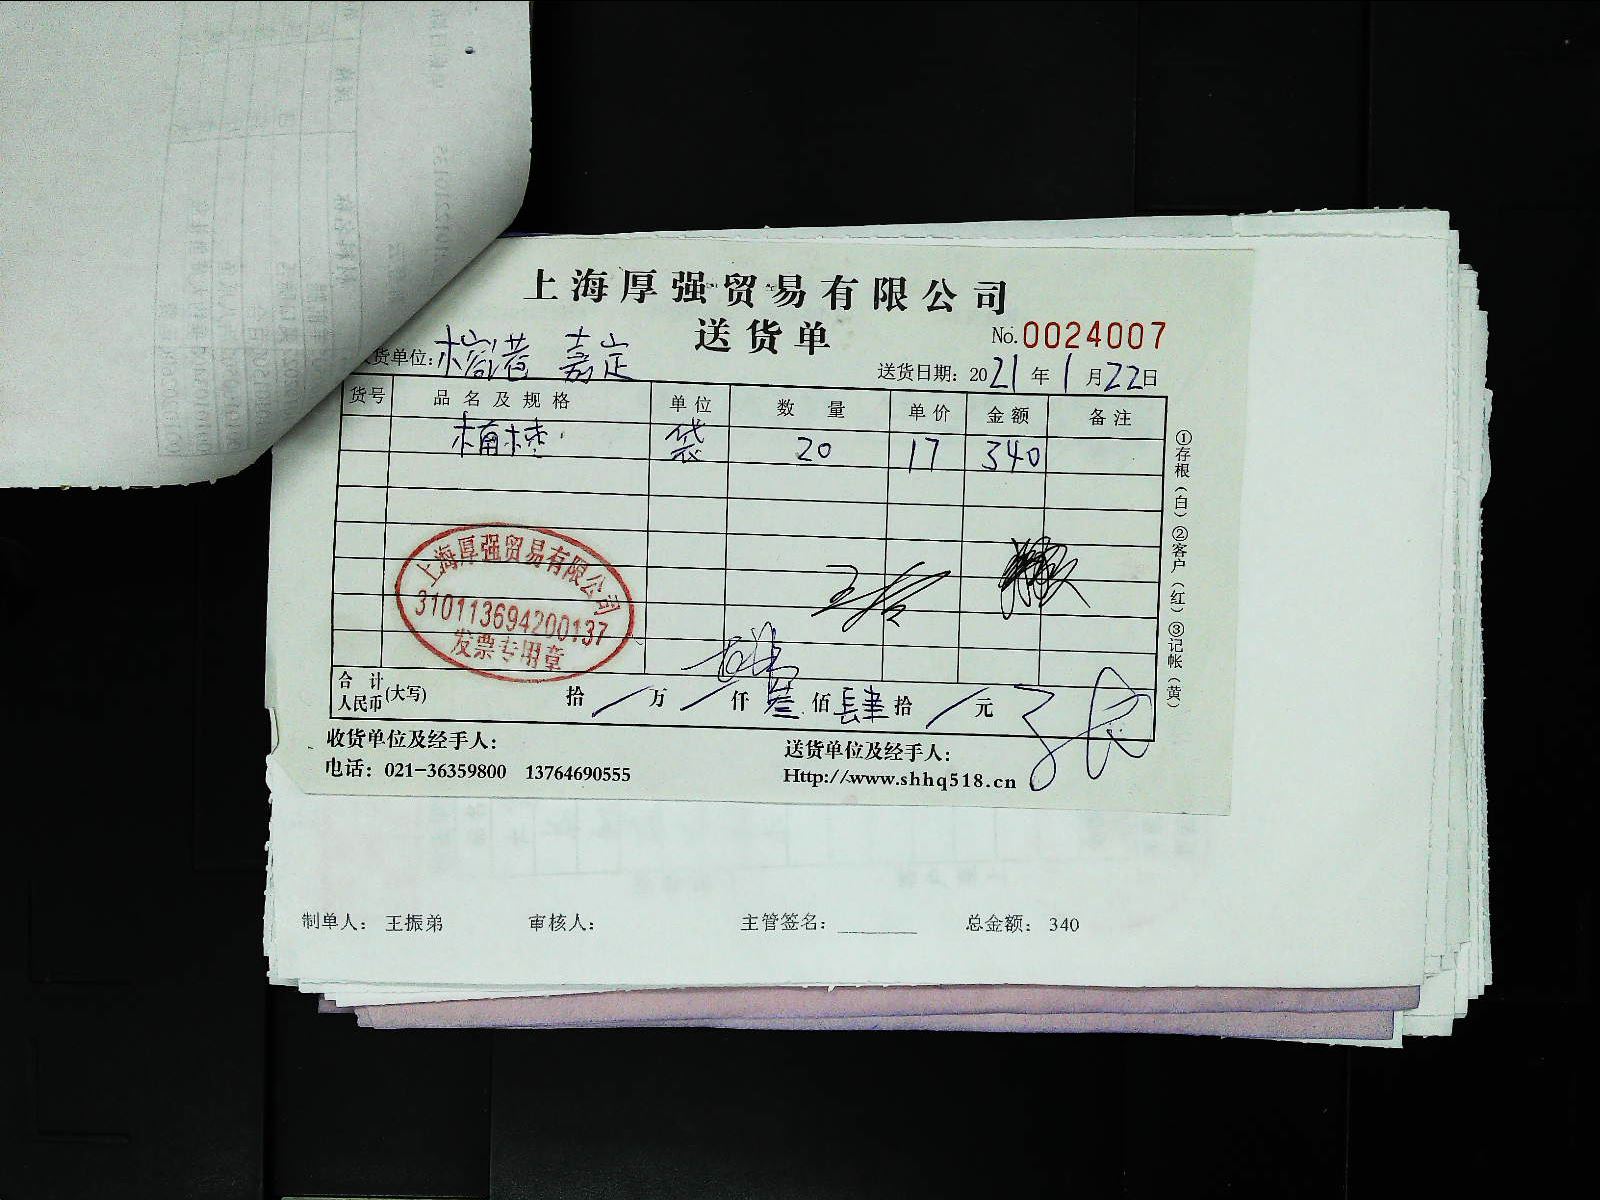 上海厚强贸易有限公司
送货单
No. 0024007
货单位: 榕港 嘉定
送货日期: 2021年1月22日
货号 品名及规格 单位 数量 单价 金额 备注
袋 20 17 340
①存根（白）②客户（红）③记帐（黄）
上海厚强贸易有限公司
310113694200137
发票专用章
合计人民币(大写) 拾 / 万 / 仟 叁 佰 肆 拾 / 元
收货单位及经手人:
送货单位及经手人:
电话: 021-36359800 13764690555
Http://www.shhq518.cn
制单人: 王振弟 审核人: 主管签名: ________ 总金额: 340